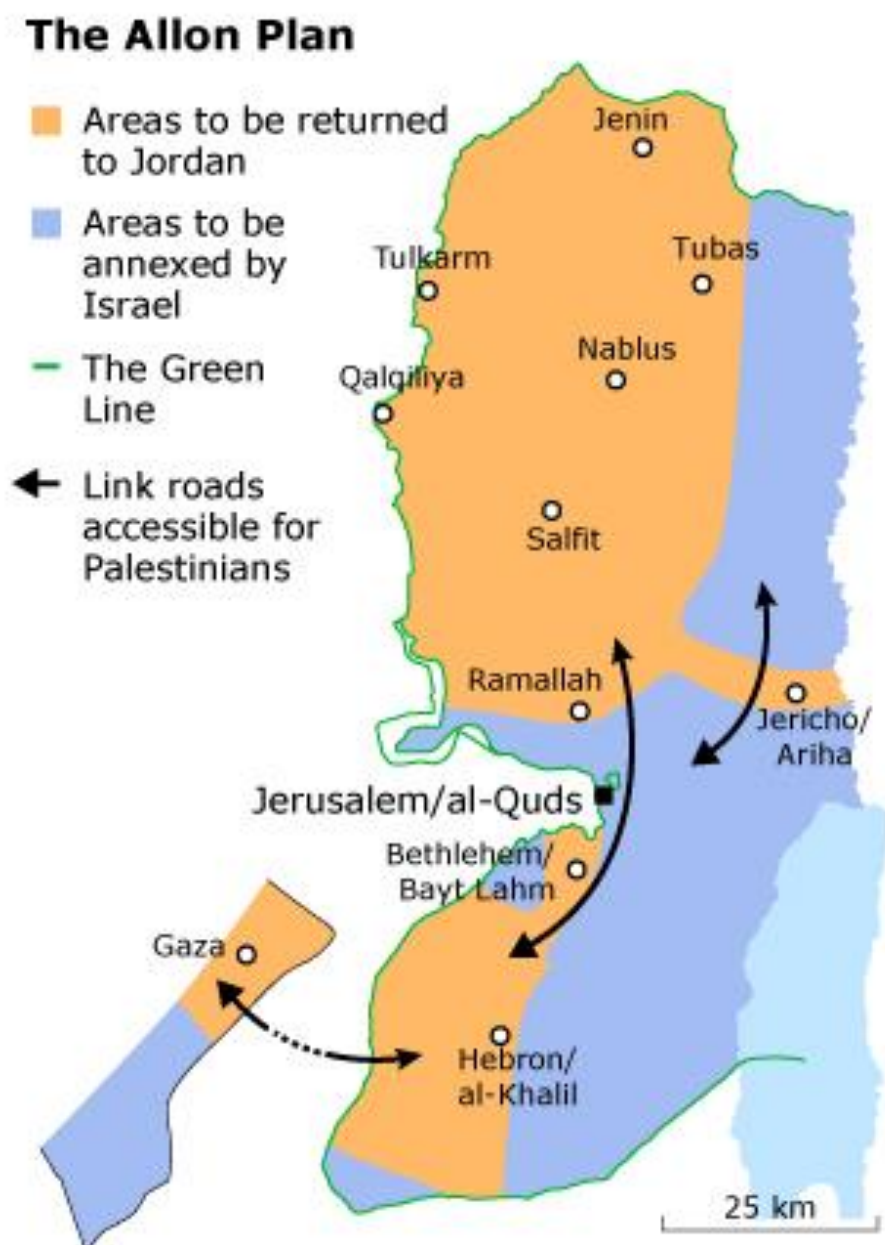 The Allon Plan
Areas to be returned
to Jordan
Areas to be
annexed by
Israel
The Green
Line
Link roads
accessible for
Palestinians
Jenin
Tubas
Tulkarm
Nablus
Qalqiliya
Salfit
Ramallah
Jericho/
Ariha
Jerusalem/al-Quds
Bethlehem/
Bayt Lahm
Gaza
Hebron/
al-Khalil
25 km